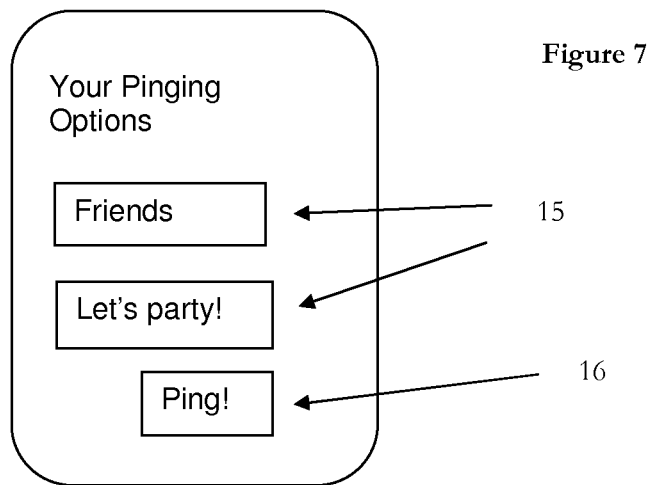 Figure 7
Your Pinging
Options
Friends
15
Let's party!
16
Ping!